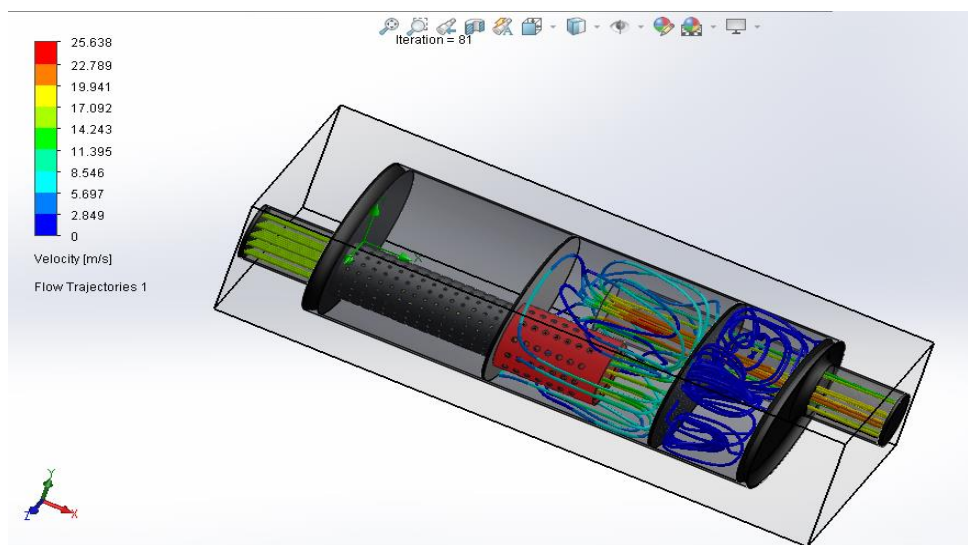 Iteration = 81
25.638
22.789
19.941
17.092
14.243
11.395
8.546
5.697
2.849
0
Velocity [m/s]
Flow Trajectories 1
X
Y
Z
X